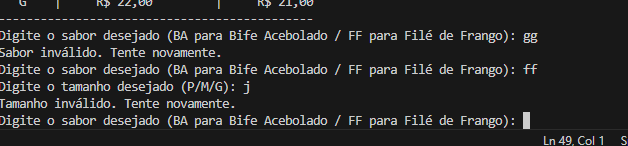 G | R$ 22,00 | R$ 21,00
--------------------------------------------
Digite o sabor desejado (BA para Bife Acebolado / FF para Filé de Frango): gg
Sabor inválido. Tente novamente.
Digite o sabor desejado (BA para Bife Acebolado / FF para Filé de Frango): ff
Digite o tamanho desejado (P/M/G): j
Tamanho inválido. Tente novamente.
Digite o sabor desejado (BA para Bife Acebolado / FF para Filé de Frango):
Ln 49, Col 1 S